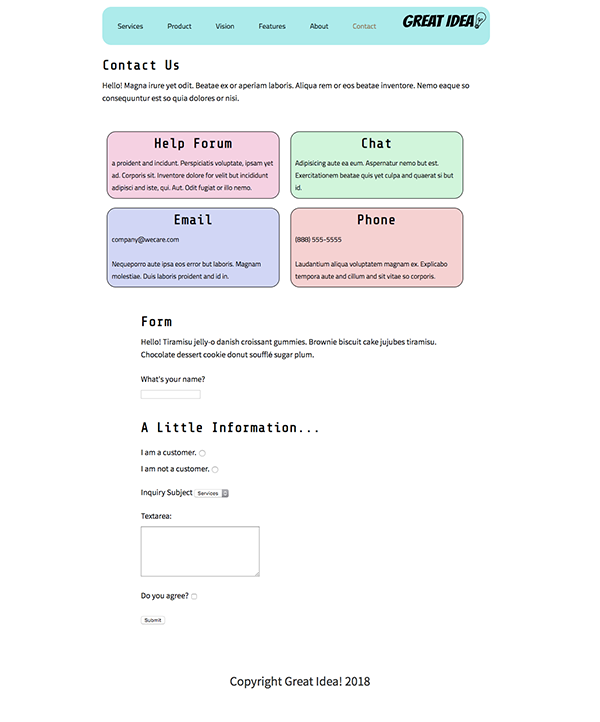 Services Product Vision Features About Contact GREAT IDEA
Contact Us
Hello! Magna irure yet odit. Beatae ex or aperiam laboris. Aliqua rem or eos beatae inventore. Nemo eaque so
consequuntur est so quia dolores or nisi.
Help Forum
a proident and incidunt. Perspiciatis voluptate, ipsam yet
ad. Corporis sit. Inventore dolore for velit but incididunt
adipisci and iste, qui. Aut. Odit fugiat or illo nemo.
Chat
Adipisicing aute ea eum. Aspernatur nemo but est.
Exercitationem beatae quis yet culpa and quaerat si but
id.
Email
company@wecare.com
Nequeporro aute ipsa eos error but laboris. Magnam
molestiae. Duis laboris proident and id in.
Phone
(888) 555-5555
Laudantium aliqua voluptatem magnam ex. Explicabo
tempora aute and cillum and sit vitae so corporis.
Form
Hello! Tiramisu jelly-o danish croissant gummies. Brownie biscuit cake jujubes tiramisu.
Chocolate dessert cookie donut soufflé sugar plum.
What's your name?
A Little Information...
I am a customer.
I am not a customer.
Inquiry Subject Services
Textarea:
Do you agree?
Submit
Copyright Great Idea! 2018